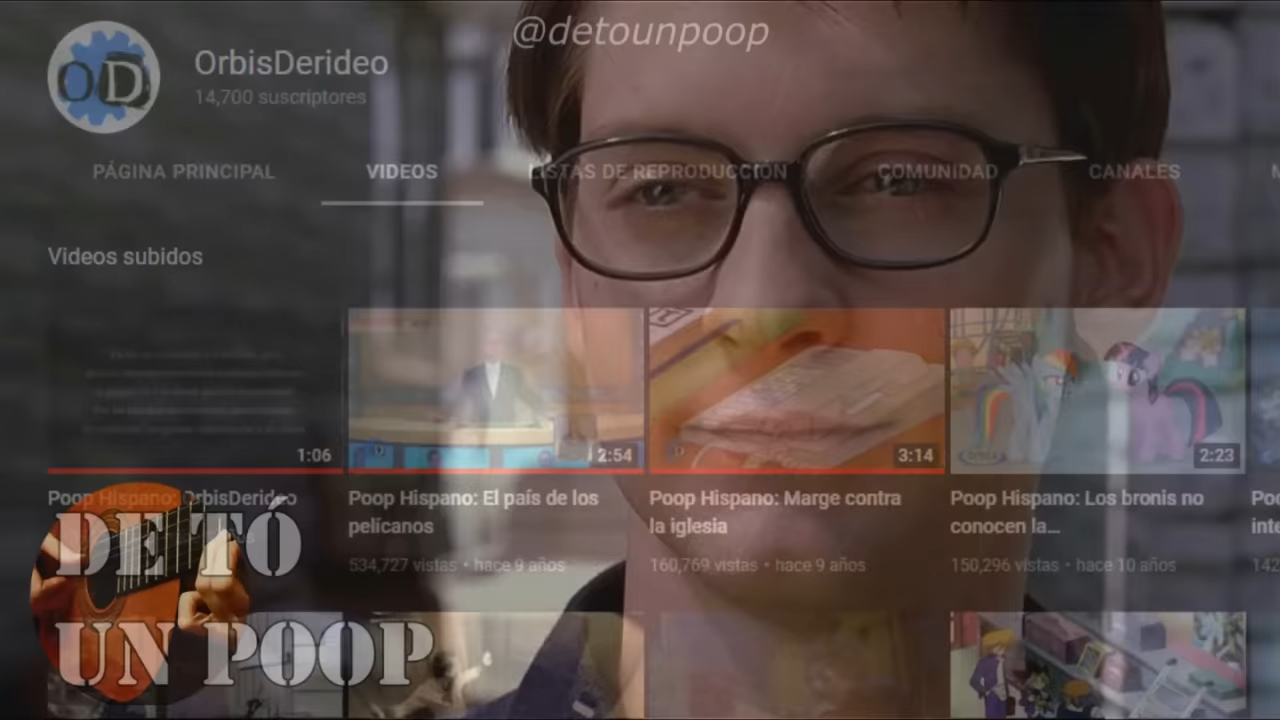 @detounpoop
OrbisDerideo
14,700 suscriptores
PÁGINA PRINCIPAL VIDEOS LISTAS DE REPRODUCCIÓN COMUNIDAD CANALES
Videos subidos
1:06 2:54 3:14 2:23
Poop Hispano: OrbisDerideo
Poop Hispano: El país de los
pelícanos
534,727 vistas • hace 9 años
Poop Hispano: Marge contra
la iglesia
160,769 vistas • hace 9 años
Poop Hispano: Los bronis no
conocen la...
150,296 vistas • hace 10 años
DE TÓ
UN POOP